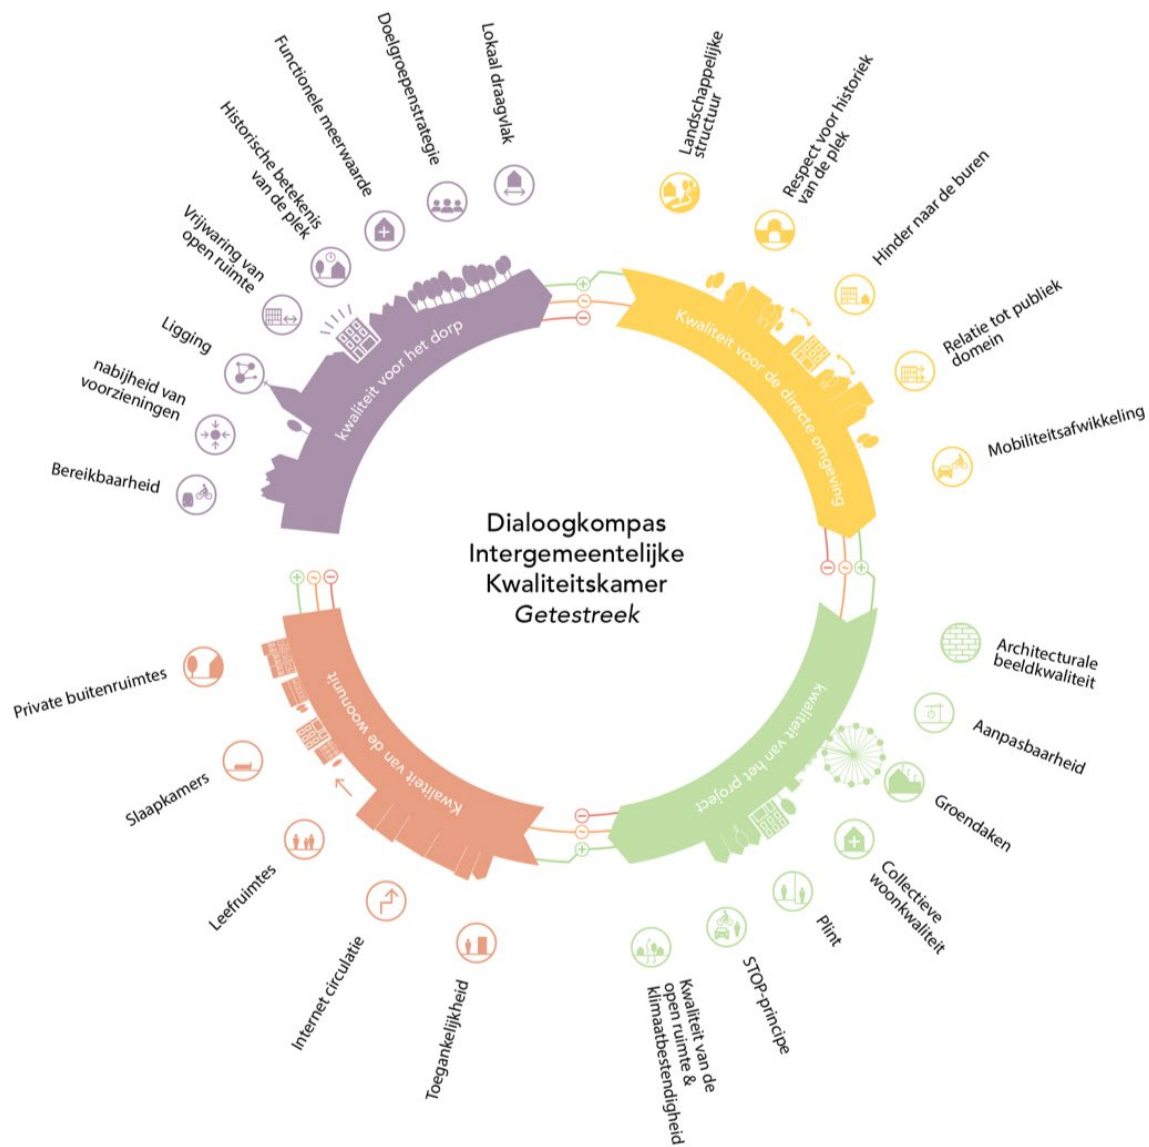 Dialoogkompas
Intergemeentelijke
Kwaliteitskamer
Getestreek
kwaliteit voor het dorp
Bereikbaarheid
nabijheid van
voorzieningen
Ligging
Vrijwaring van
open ruimte
Historische betekenis
van de plek
Functionele meerwaarde
Doelgroepenstrategie
Lokaal draagvlak
Kwaliteit voor de directe omgeving
Landschappelijke
structuur
Respect voor historiek
van de plek
Hinder naar de buren
Relatie tot publiek
domein
Mobiliteitsafwikkeling
kwaliteit van het project
Architecturale
beeldkwaliteit
Aanpasbaarheid
Groendaken
Collectieve
woonkwaliteit
Plint
STOP-principe
Kwaliteit van de
open ruimte &
klimaatbestendigheid
Kwaliteit van de woonunit
Toegankelijkheid
Internet circulatie
Leefruimtes
Slaapkamers
Private buitenruimtes